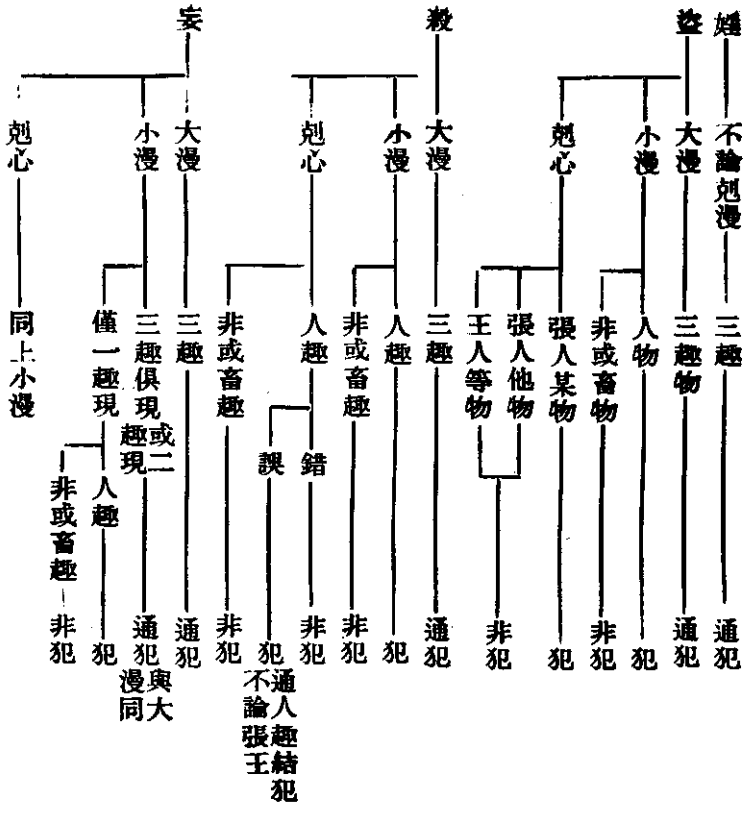 婬
不論剋漫
三趣
通犯
盜
大漫
三趣物
通犯
小漫
人物
犯
非或畜物
非犯
剋心
張人某物
犯
張人他物
王人等物
非犯
殺
大漫
三趣
通犯
小漫
人趣
犯
非或畜趣
非犯
剋心
人趣
錯
非犯
誤
犯
通人趣結犯
不論張王
非或畜趣
非犯
妄
大漫
三趣
通犯
小漫
三趣俱現
或二
趣現
通犯
與大
漫同
僅一趣現
人趣
犯
非或畜趣
非犯
剋心
同上小漫